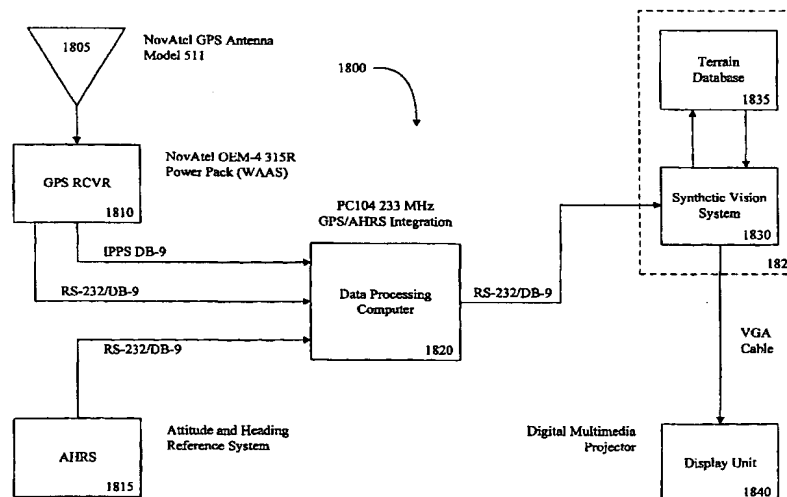 1805
NovAtel GPS Antenna
Model 511
1800
Terrain
Database
1835
GPS RCVR
1810
NovAtel OEM-4 315R
Power Pack (WAAS)
Synthetic Vision
System
1830
PC104 233 MHz
GPS/AHRS Integration
IPPS DB-9
RS-232/DB-9
RS-232/DB-9
Data Processing
Computer
1820
RS-232/DB-9
VGA
Cable
AHRS
1815
Attitude and Heading
Reference System
Digital Multimedia
Projector
Display Unit
1840